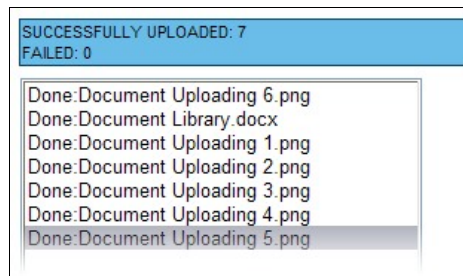 SUCCESSFULLY UPLOADED: 7
FAILED: 0
Done:Document Uploading 6.png
Done:Document Library.docx
Done:Document Uploading 1.png
Done:Document Uploading 2.png
Done:Document Uploading 3.png
Done:Document Uploading 4.png
Done:Document Uploading 5.png